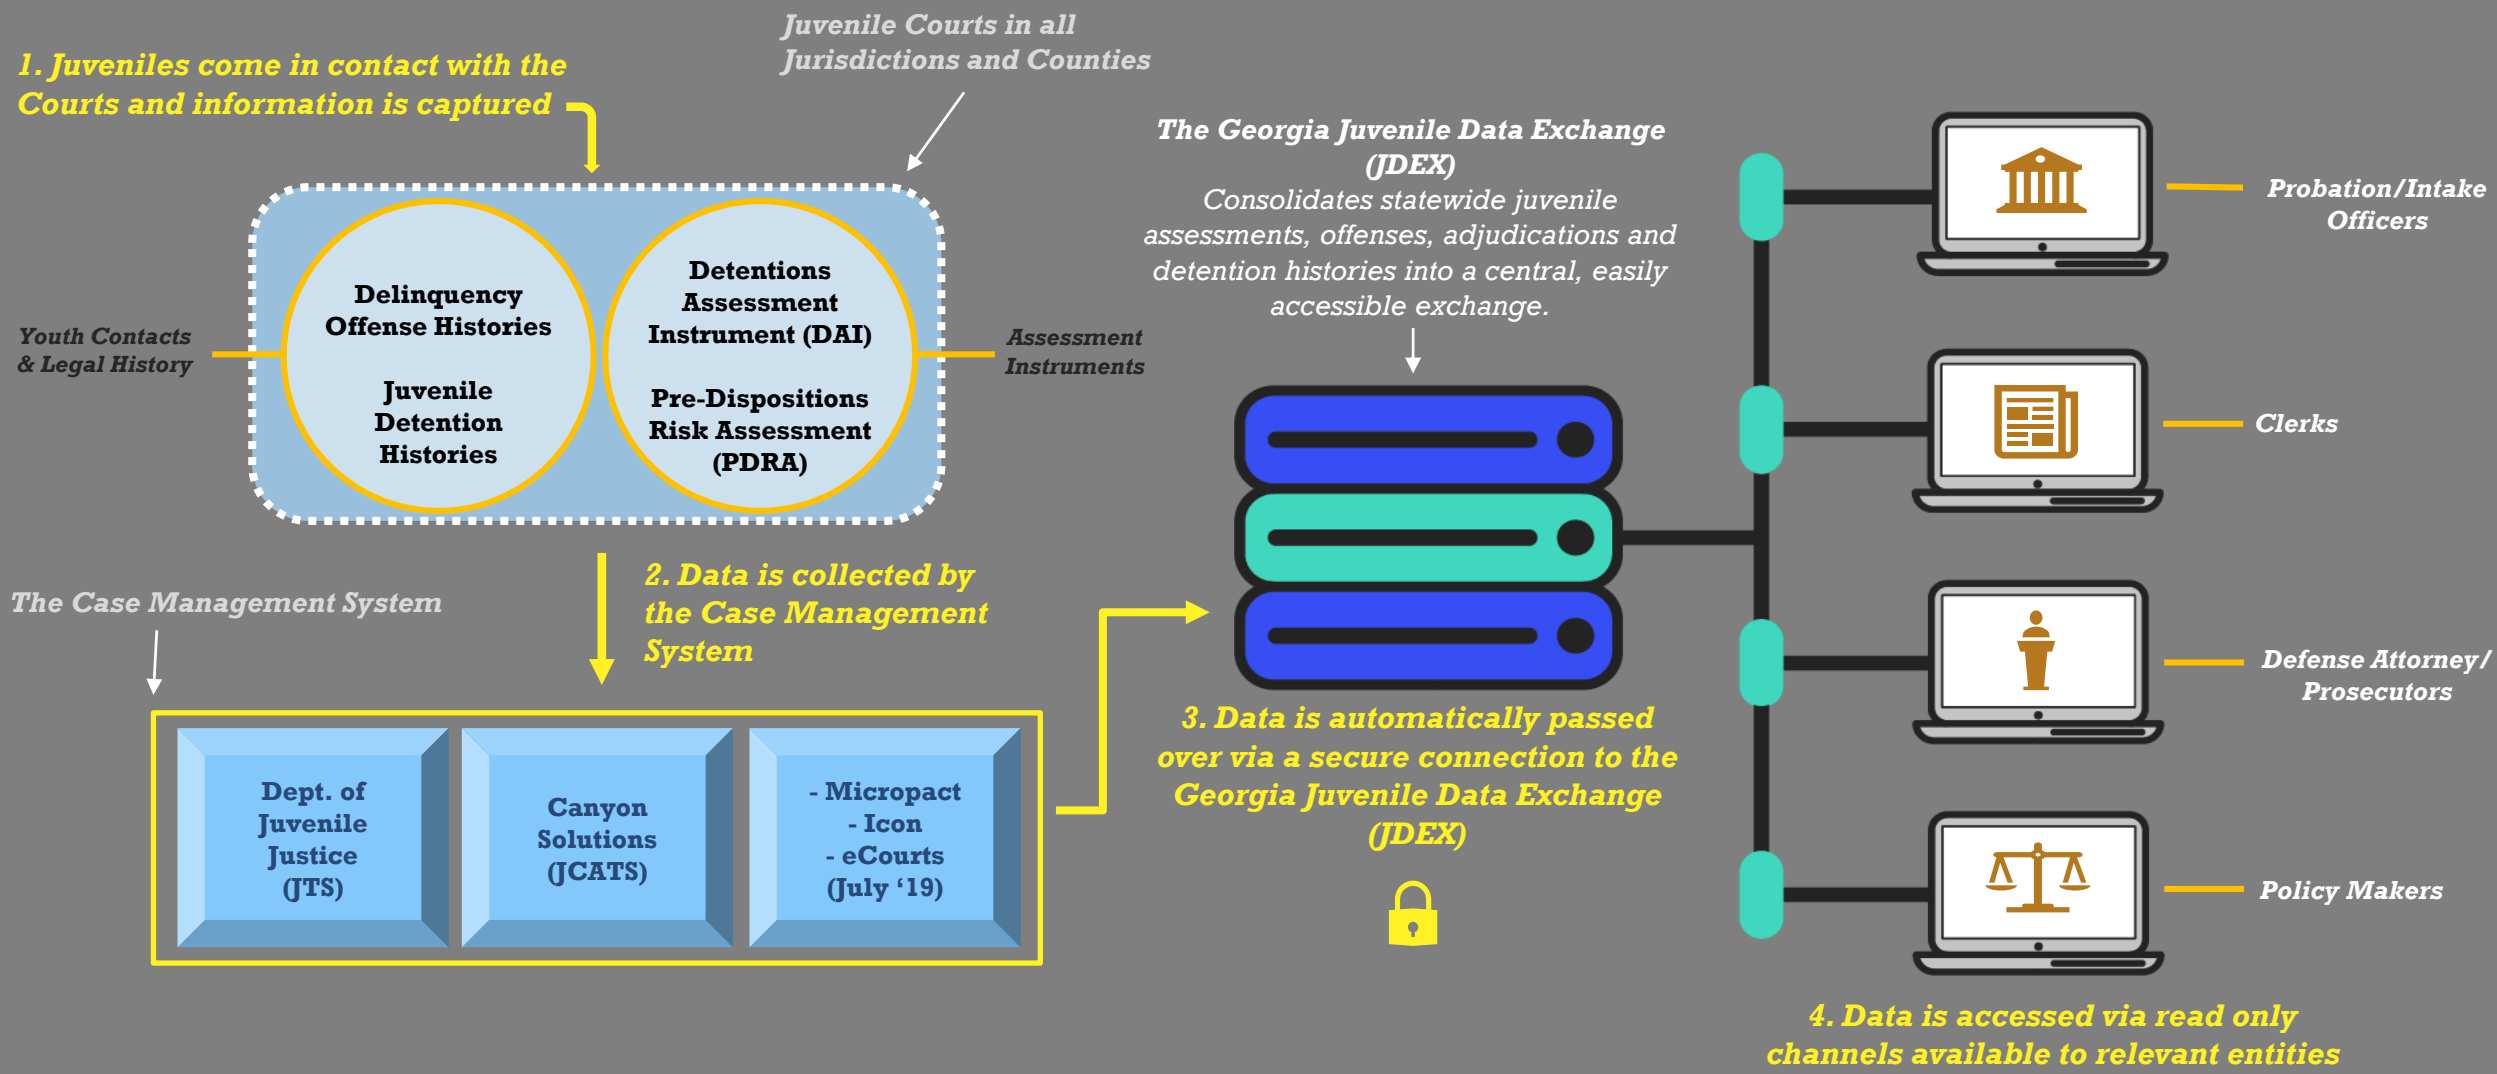 1. Juveniles come in contact with the
Courts and information is captured
Juvenile Courts in all
Jurisdictions and Counties
Youth Contacts
& Legal History
Delinquency
Offense Histories
Juvenile
Detention
Histories
Detentions
Assessment
Instrument (DAI)
Pre-Dispositions
Risk Assessment
(PDRA)
Assessment
Instruments
2. Data is collected by
the Case Management
System
The Case Management System
Dept. of
Juvenile
Justice
(JTS)
Canyon
Solutions
(JCATS)
- Micropact
- Icon
- eCourts
(July ‘19)
The Georgia Juvenile Data Exchange
(JDEX)
Consolidates statewide juvenile
assessments, offenses, adjudications and
detention histories into a central, easily
accessible exchange.
3. Data is automatically passed
over via a secure connection to the
Georgia Juvenile Data Exchange
(JDEX)
Probation/Intake
Officers
Clerks
Defense Attorney/
Prosecutors
Policy Makers
4. Data is accessed via read only
channels available to relevant entities